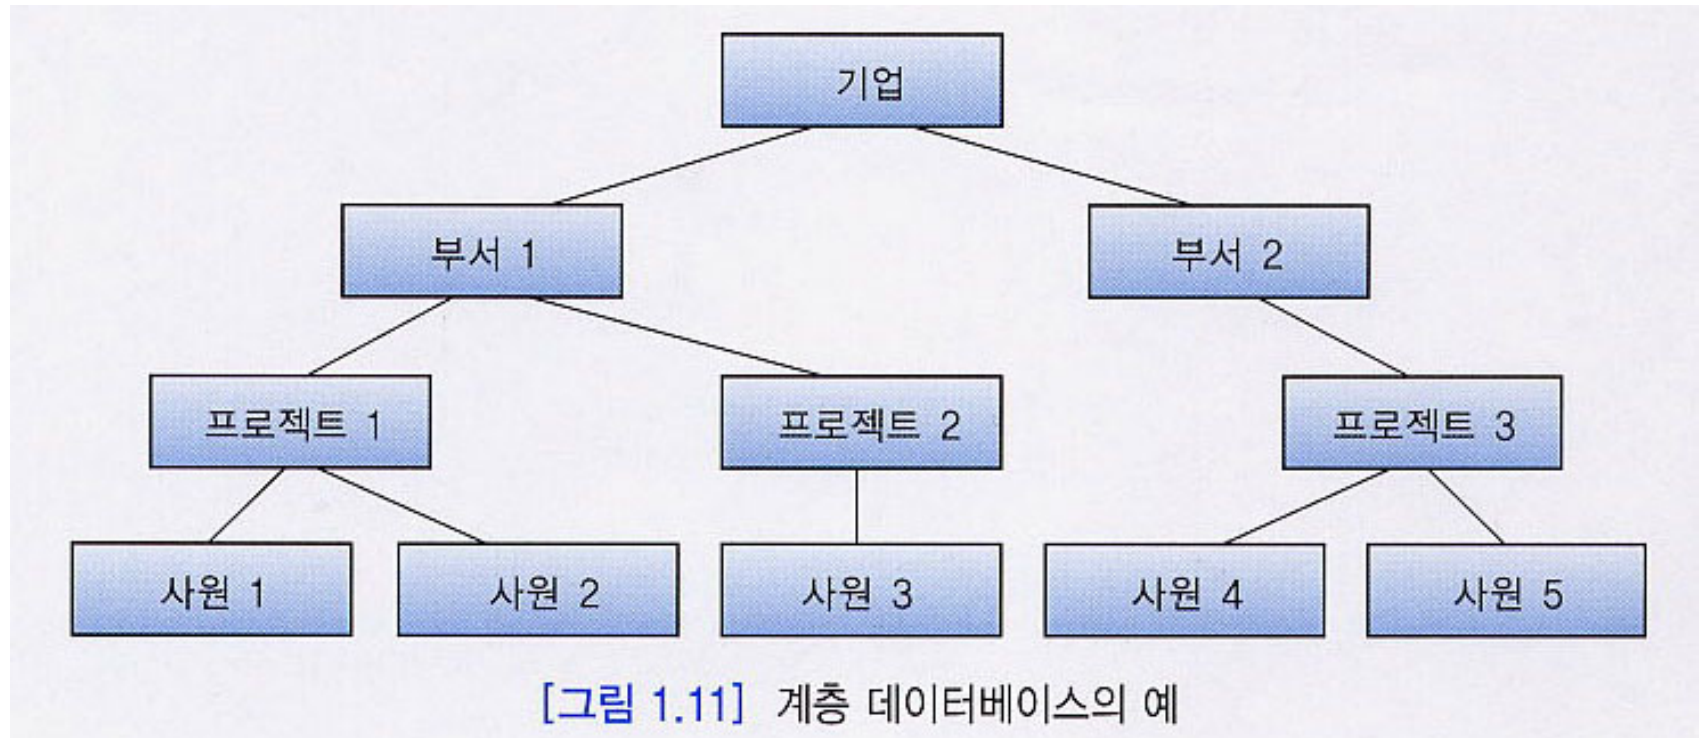 기업
부서 1
부서 2
프로젝트 1
프로젝트 2
프로젝트 3
사원 1
사원 2
사원 3
사원 4
사원 5
[그림 1.11] 계층 데이터베이스의 예